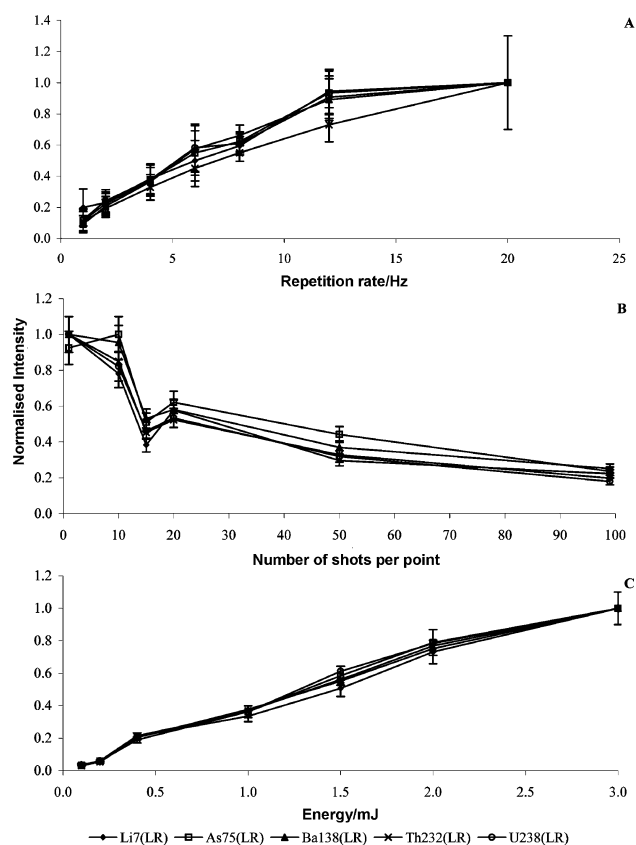 A
1.4
1.2
1.0
0.8
0.6
0.4
0.2
0.0
0 5 10 15 20 25
Repetition rate/Hz
B
Normalised Intensity
1.2
1.0
0.8
0.6
0.4
0.2
0.0
0 10 20 30 40 50 60 70 80 90 100
Number of shots per point
C
1.2
1.0
0.8
0.6
0.4
0.2
0.0
0.0 0.5 1.0 1.5 2.0 2.5 3.0
Energy/mJ
Li7(LR) As75(LR) Ba138(LR) Th232(LR) U238(LR)